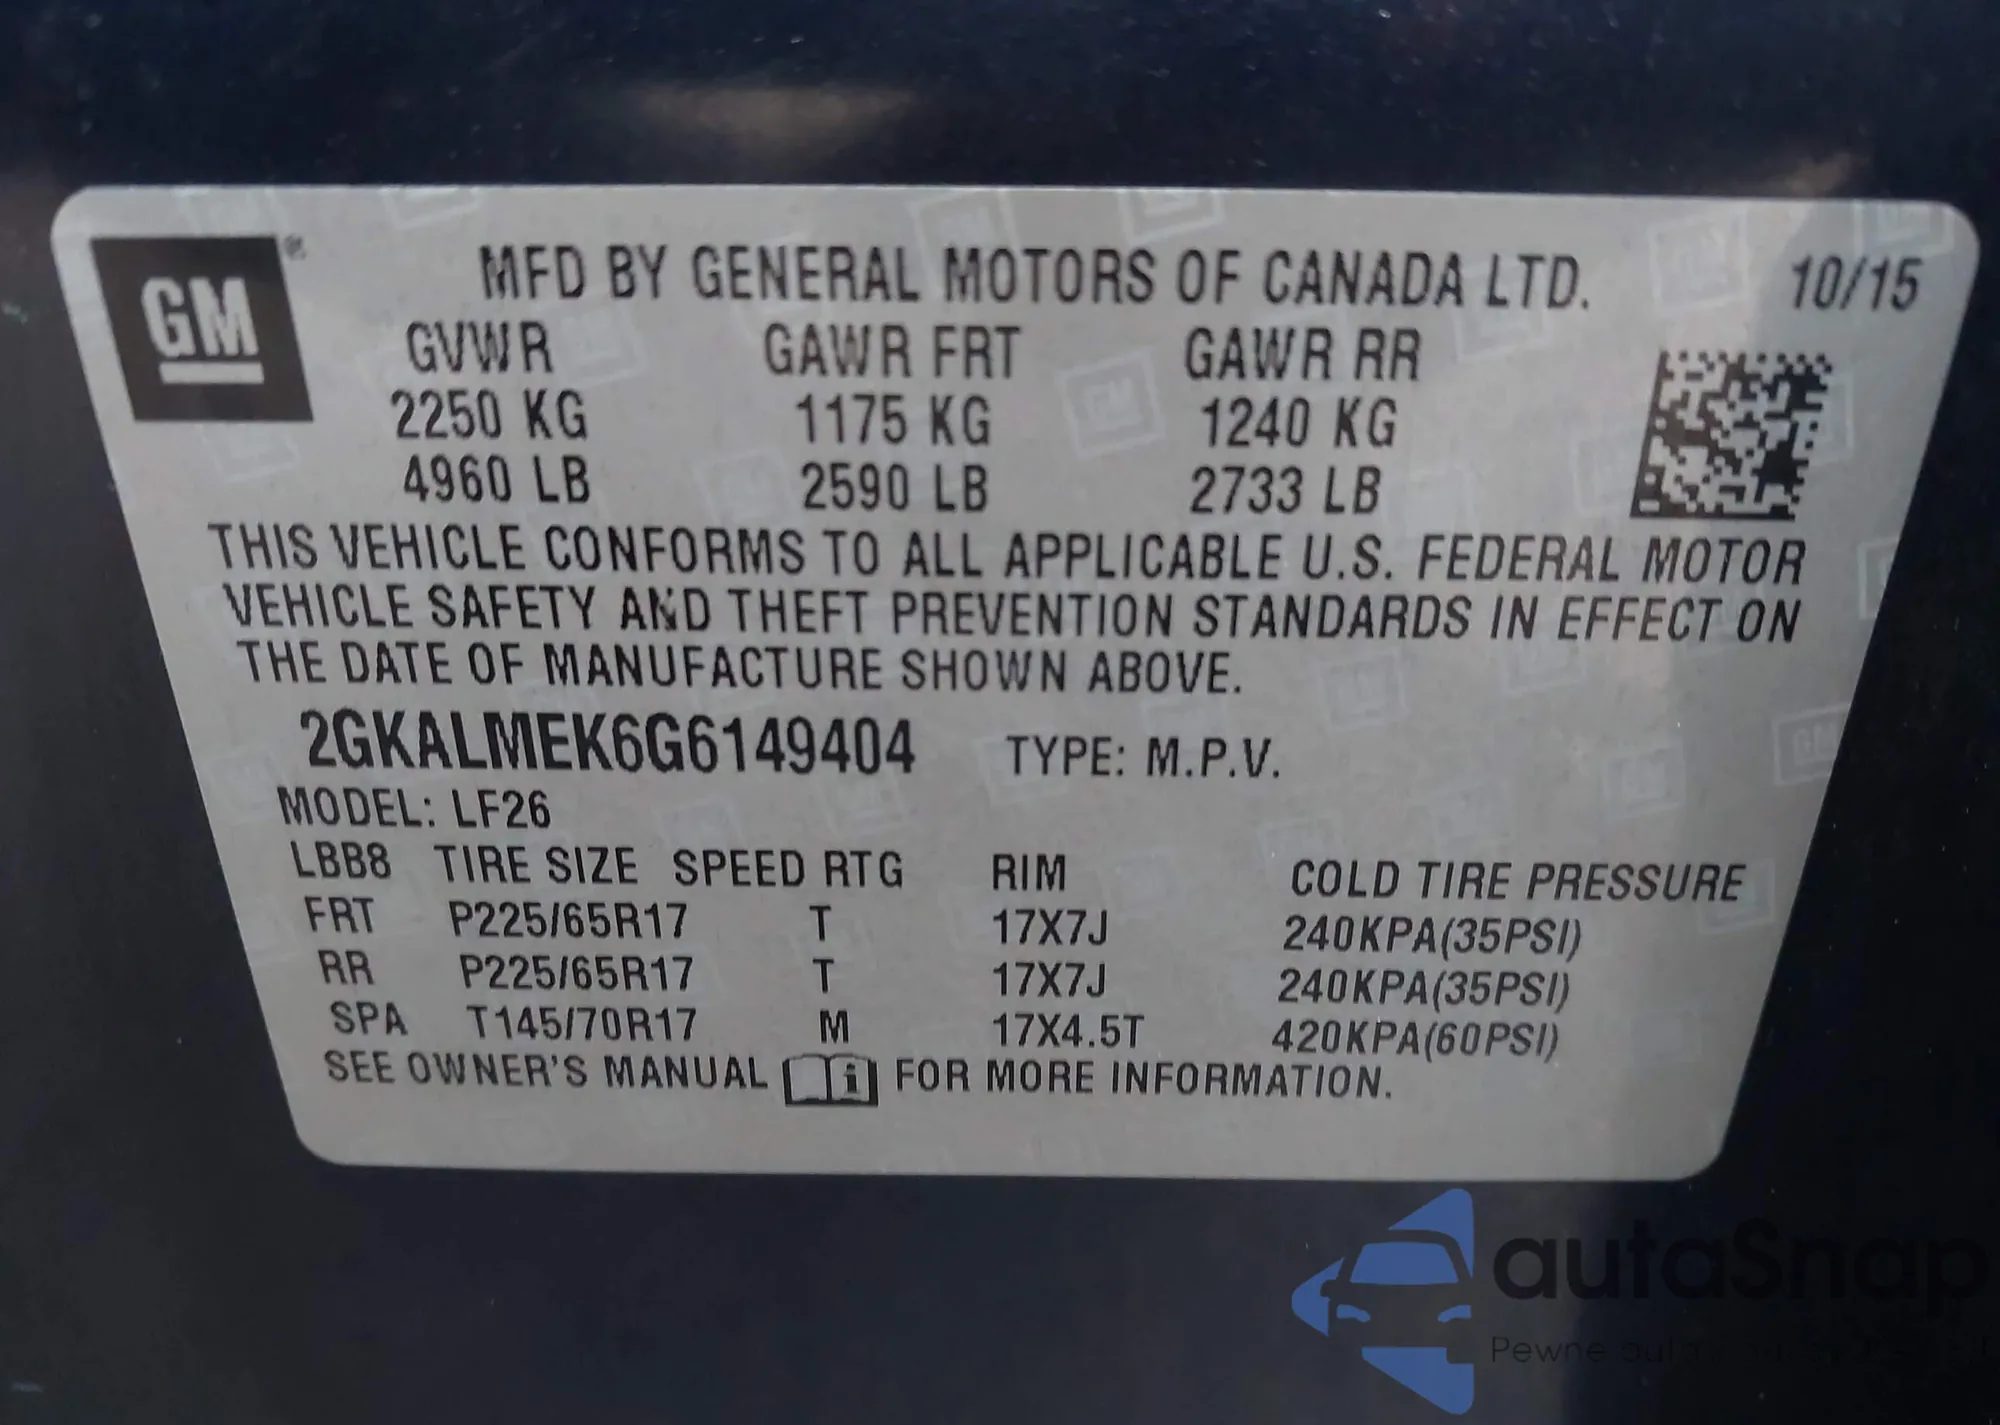 GM ®
MFD BY GENERAL MOTORS OF CANADA LTD. 10/15
GVWR GAWR FRT GAWR RR
2250 KG 1175 KG 1240 KG
4960 LB 2590 LB 2733 LB
THIS VEHICLE CONFORMS TO ALL APPLICABLE U.S. FEDERAL MOTOR
VEHICLE SAFETY AND THEFT PREVENTION STANDARDS IN EFFECT ON
THE DATE OF MANUFACTURE SHOWN ABOVE.
2GKALMEK6G6149404 TYPE: M.P.V.
MODEL: LF26
LBB8 TIRE SIZE SPEED RTG RIM COLD TIRE PRESSURE
FRT P225/65R17 T 17X7J 240KPA(35PSI)
RR P225/65R17 T 17X7J 240KPA(35PSI)
SPA T145/70R17 M 17X4.5T 420KPA(60PSI)
SEE OWNER'S MANUAL i FOR MORE INFORMATION.
autaSnap
Pewne